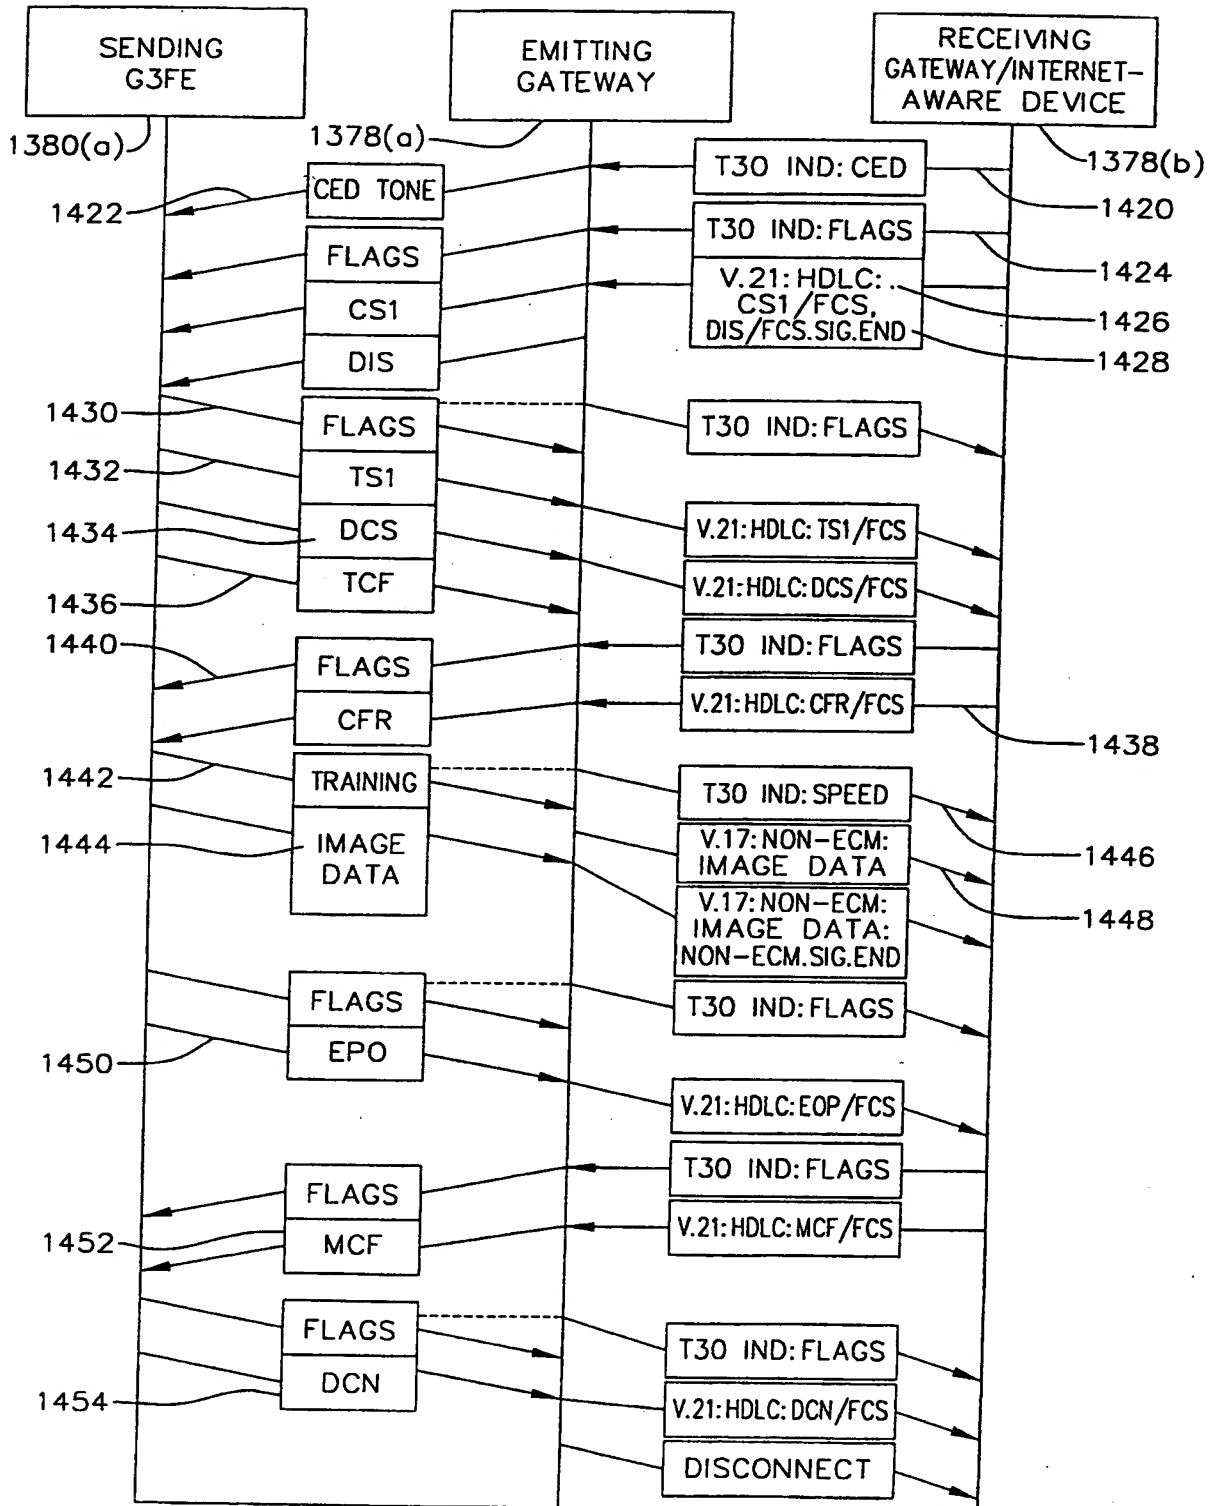 SENDING
G3FE
EMITTING
GATEWAY
RECEIVING
GATEWAY/INTERNET-
AWARE DEVICE
1380(a)
1378(a)
1378(b)
T30 IND: CED
CED TONE
1422
1420
T30 IND:FLAGS
FLAGS
1424
V.21:HDLC:..
CS1/FCS,
DIS/FCS.SIG.END
CS1
1426
1428
DIS
1430
FLAGS
T30 IND:FLAGS
1432
TS1
1434
DCS
V.21:HDLC:TS1/FCS
1436
TCF
V.21:HDLC:DCS/FCS
1440
FLAGS
T30 IND:FLAGS
CFR
V.21:HDLC:CFR/FCS
1438
1442
TRAINING
T30 IND:SPEED
1444
IMAGE
DATA
V.17:NON-ECM:
IMAGE DATA
1446
1448
V.17:NON-ECM:
IMAGE DATA:
NON-ECM.SIG.END
FLAGS
T30 IND:FLAGS
1450
EPO
V.21:HDLC:EOP/FCS
T30 IND:FLAGS
FLAGS
1452
MCF
V.21:HDLC:MCF/FCS
FLAGS
T30 IND:FLAGS
1454
DCN
V.21:HDLC:DCN/FCS
DISCONNECT